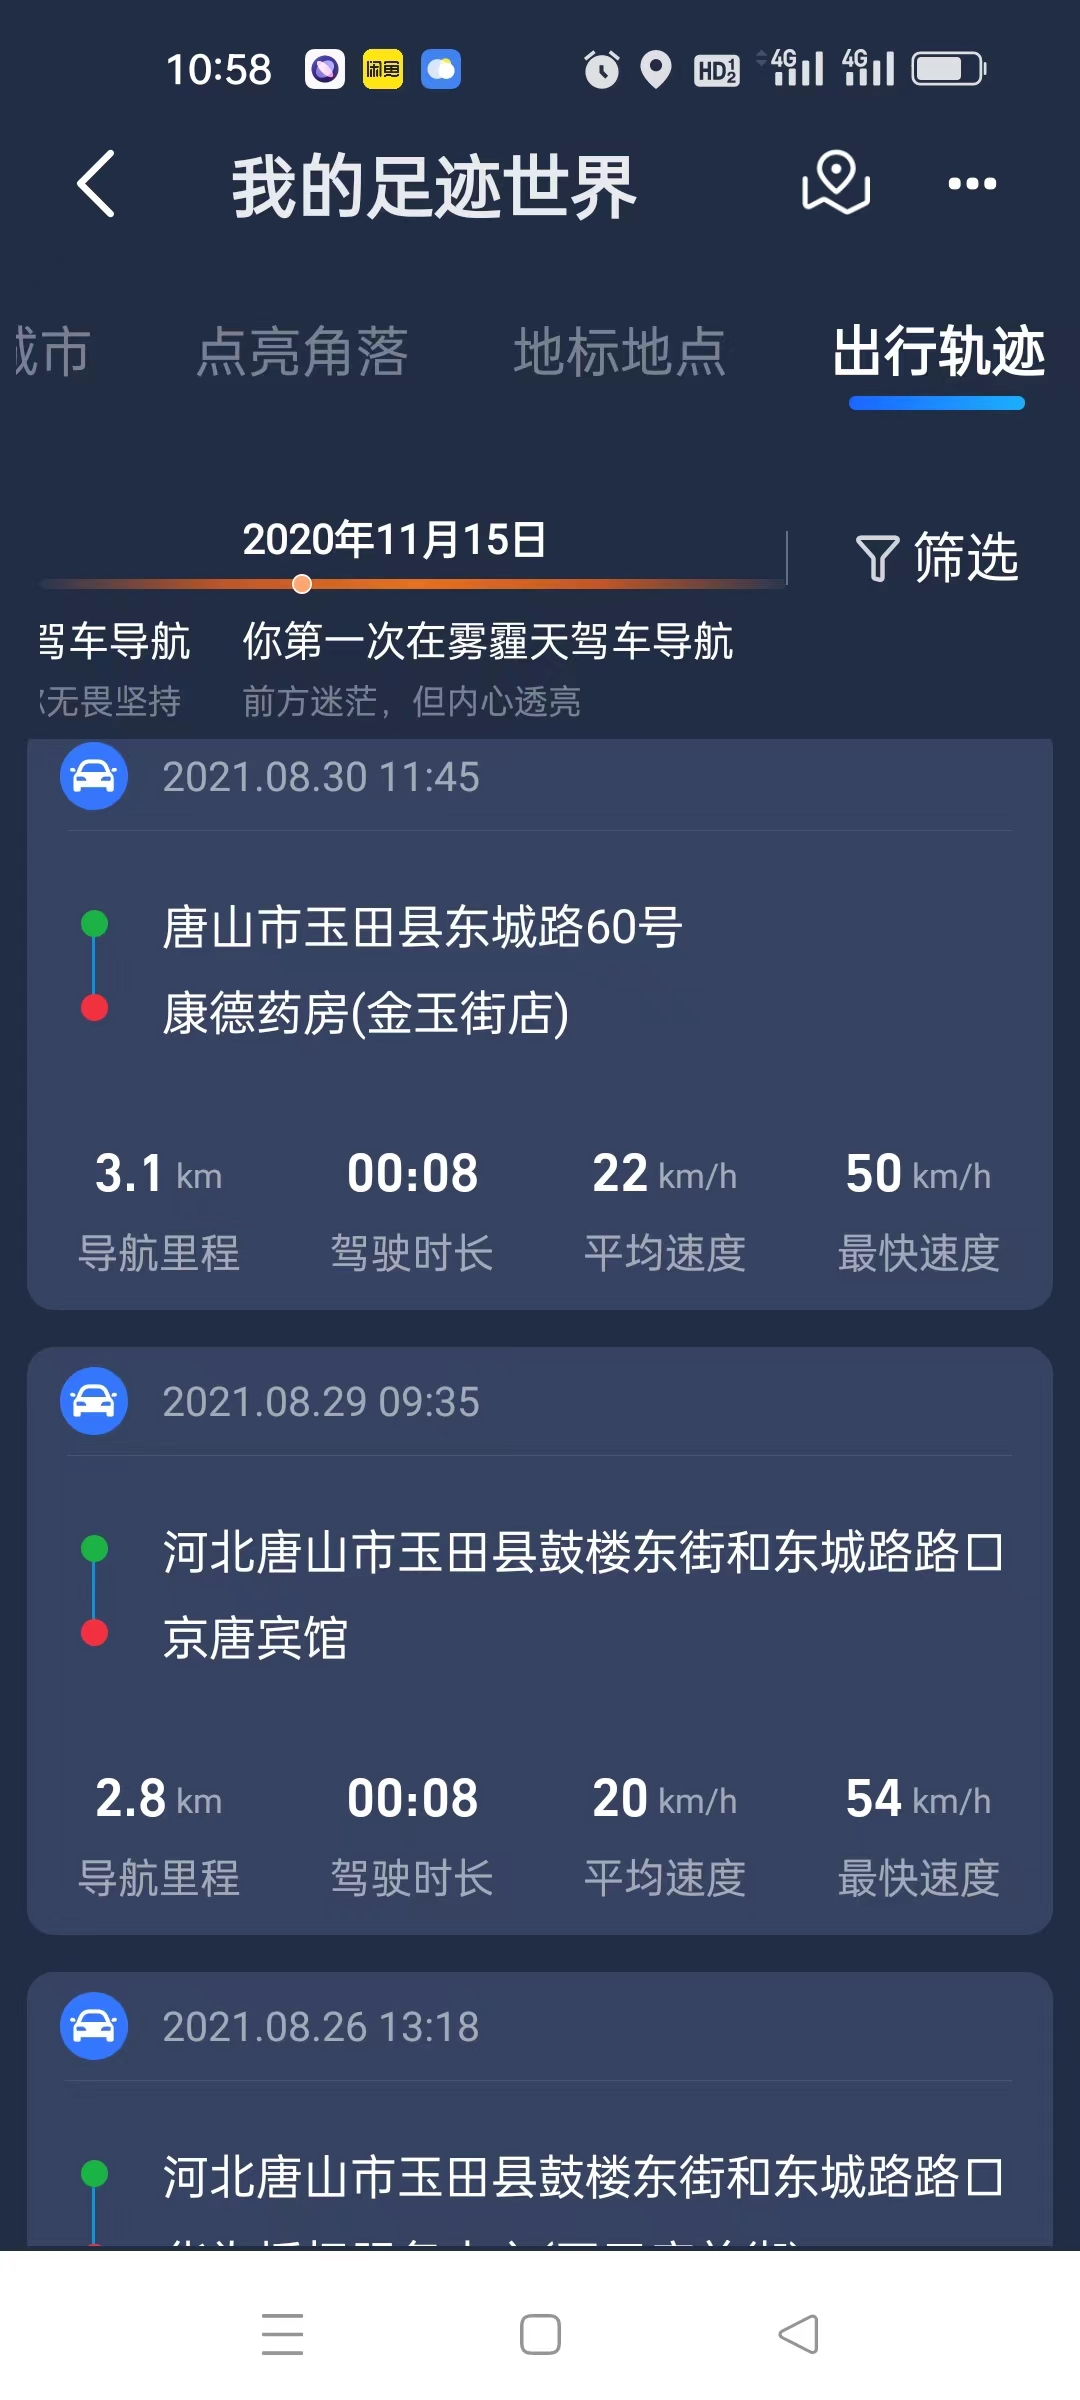 10:58 闲鱼 HD 1 2 4G 4G
我的足迹世界
城市 点亮角落 地标地点 出行轨迹
2020年11月15日
筛选
驾车导航 你第一次在雾霾天驾车导航
无畏坚持 前方迷茫，但内心透亮
2021.08.30 11:45
唐山市玉田县东城路60号
康德药房(金玉街店)
3.1 km 00:08 22 km/h 50 km/h
导航里程 驾驶时长 平均速度 最快速度
2021.08.29 09:35
河北唐山市玉田县鼓楼东街和东城路路口
京唐宾馆
2.8 km 00:08 20 km/h 54 km/h
导航里程 驾驶时长 平均速度 最快速度
2021.08.26 13:18
河北唐山市玉田县鼓楼东街和东城路路口